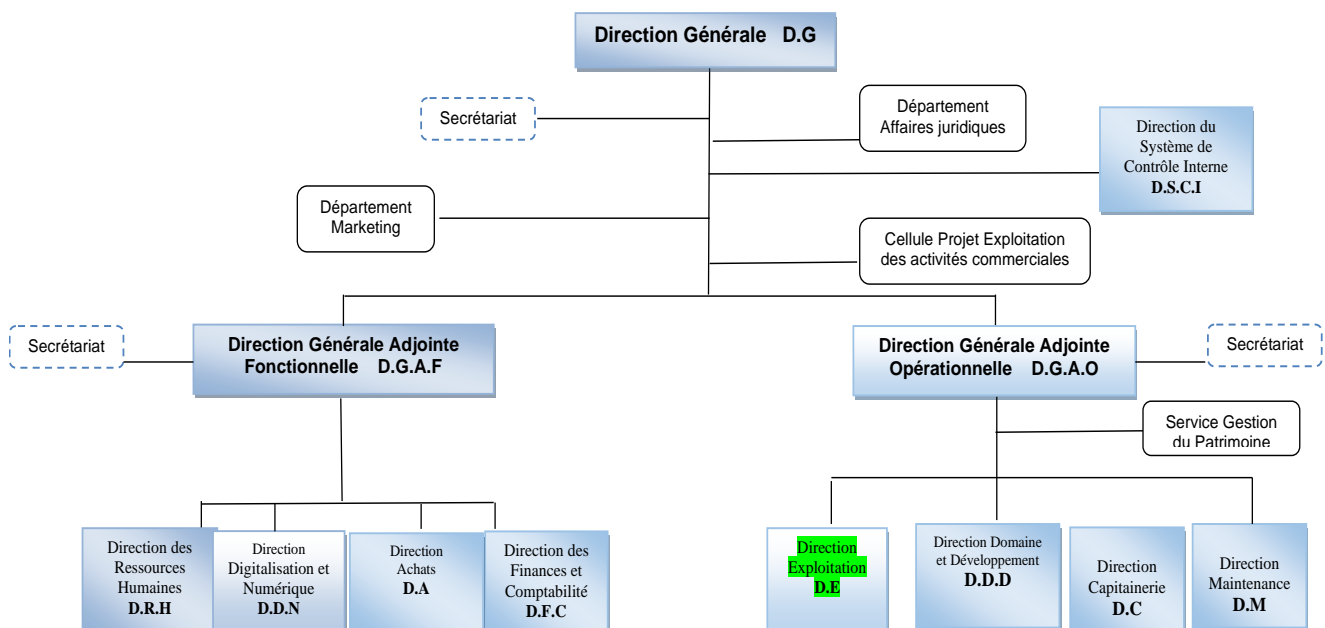 Direction Générale D.G
Secrétariat
Département
Affaires juridiques
Direction du
Système de
Contrôle Interne
D.S.C.I
Département
Marketing
Cellule Projet Exploitation
des activités commerciales
Secrétariat
Direction Générale Adjointe
Fonctionnelle D.G.A.F
Direction Générale Adjointe
Opérationnelle D.G.A.O
Secrétariat
Service Gestion
du Patrimoine
Direction des
Ressources
Humaines
D.R.H
Direction
Digitalisation et
Numérique
D.D.N
Direction
Achats
D.A
Direction des
Finances et
Comptabilité
D.F.C
Direction
Exploitation
D.E
Direction Domaine
et Développement
D.D.D
Direction
Capitainerie
D.C
Direction
Maintenance
D.M